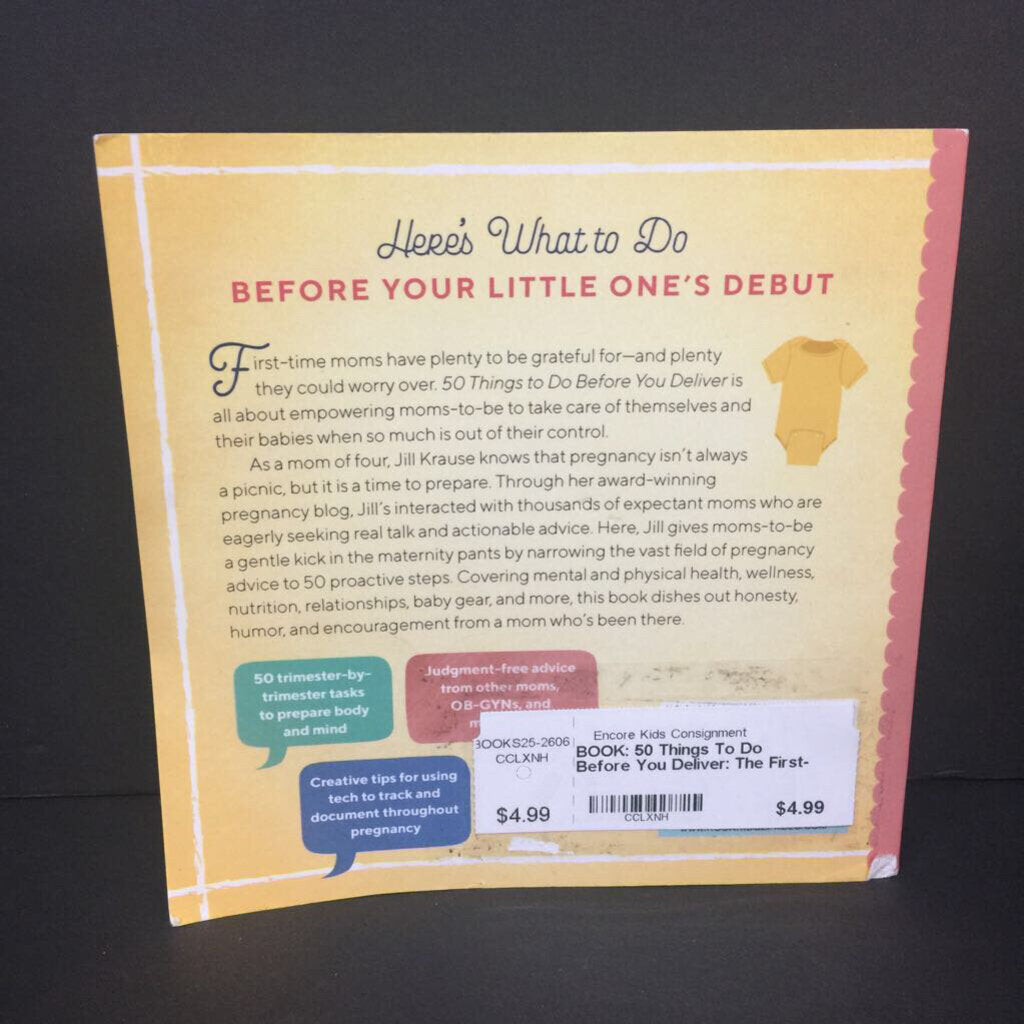 Here's What to Do
BEFORE YOUR LITTLE ONE'S DEBUT
First-time moms have plenty to be grateful for—and plenty
they could worry over. 50 Things to Do Before You Deliver is
all about empowering moms-to-be to take care of themselves and
their babies when so much is out of their control.
As a mom of four, Jill Krause knows that pregnancy isn't always
a picnic, but it is a time to prepare. Through her award-winning
pregnancy blog, Jill's interacted with thousands of expectant moms who are
eagerly seeking real talk and actionable advice. Here, Jill gives moms-to-be
a gentle kick in the maternity pants by narrowing the vast field of pregnancy
advice to 50 proactive steps. Covering mental and physical health, wellness,
nutrition, relationships, baby gear, and more, this book dishes out honesty,
humor, and encouragement from a mom who's been there.
50 trimester-by-
trimester tasks
to prepare body
and mind
Judgment-free advice
from other moms,
OB-GYNs, and
Creative tips for using
tech to track and
document throughout
pregnancy
BOOKS25-2606
CCLXNH
$4.99
Encore Kids Consignment
BOOK: 50 Things To Do
Before You Deliver: The First-
CCLXNH
$4.99